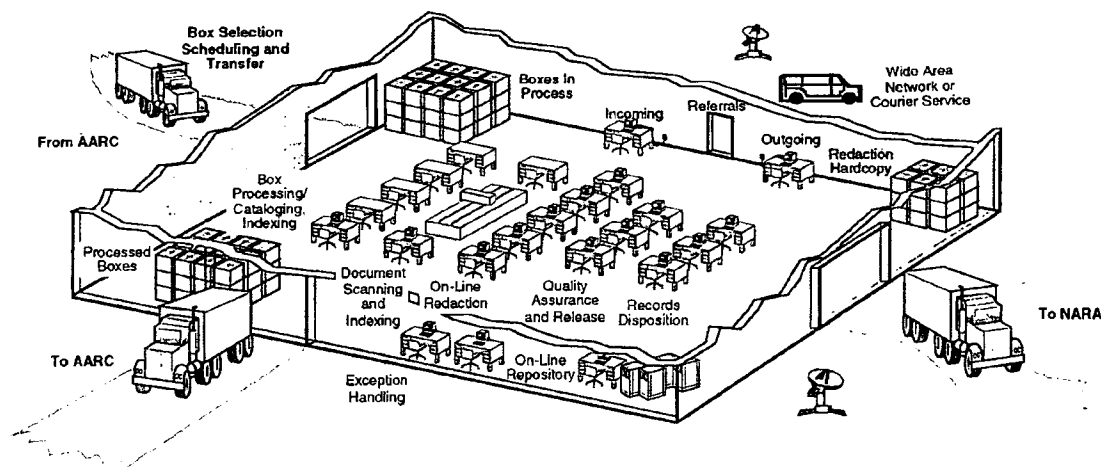 Box Selection
Scheduling and
Transfer
From AARC
Boxes In
Process
Incoming
Referrals
Wido Area
Network or
Courier Service
Outgoing
Redaction
Hardcopy
Box
Processing/
Cataloging,
Indexing
Processed
Boxes
Document
Scanning
and
Indexing
On-Line
Redaction
Quality
Assurance
and Release
Records
Disposition
To NARA
To AARC
On-Line
Repository
Exception
Handling